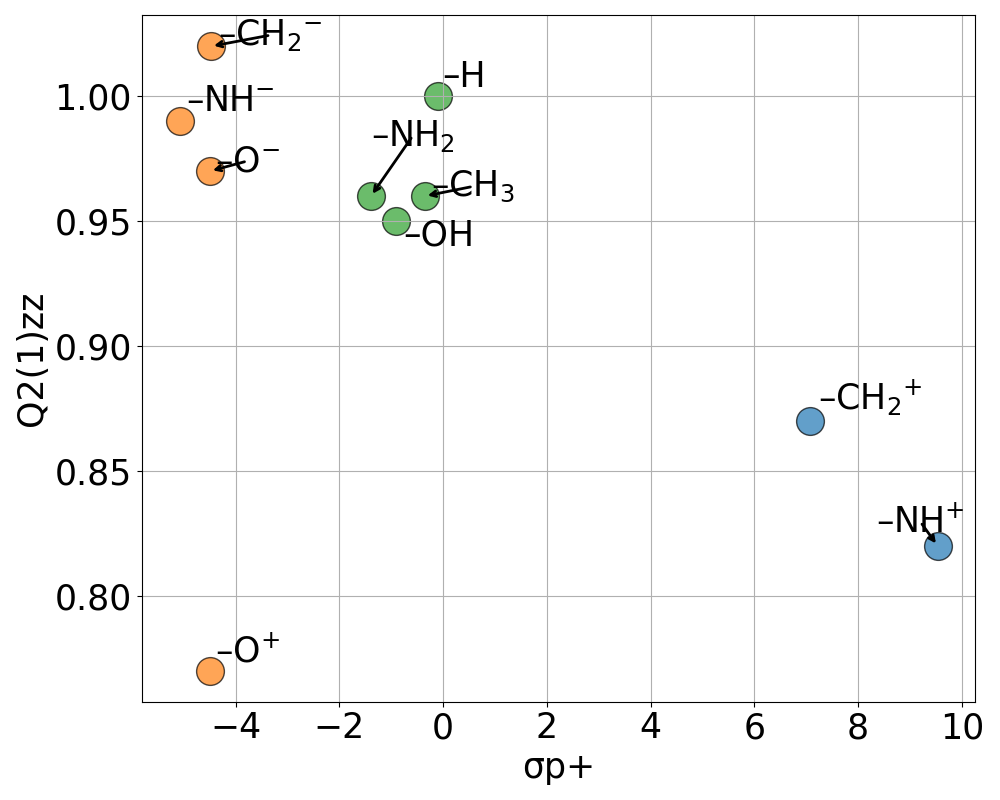 –CH₂⁻
–H
–NH⁻
–NH₂
–O⁻
–CH₃
–OH
–CH₂⁺
–NH⁺
–O⁺
1.00
0.95
0.90
0.85
0.80
Q2(1)zz
−4 −2 0 2 4 6 8 10
σp+